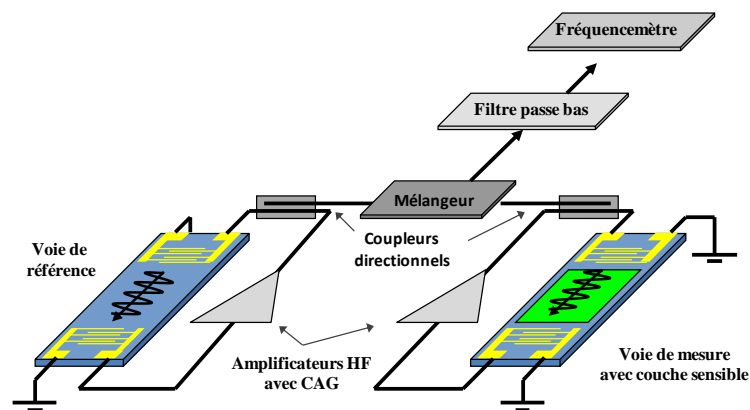 Fréquencemètre
Filtre passe bas
Mélangeur
Voie de
référence
Coupleurs
directionnels
Amplificateurs HF
avec CAG
Voie de mesure
avec couche sensible